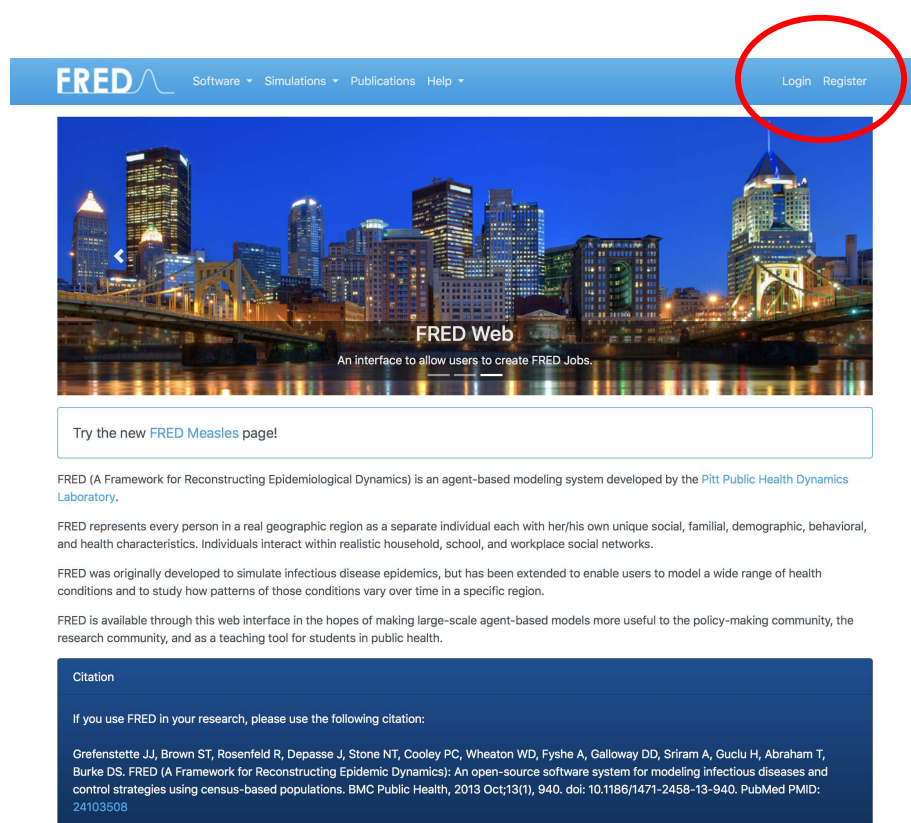 FRED Software Simulations Publications Help Login Register
FRED Web
An interface to allow users to create FRED Jobs.
Try the new FRED Measles page!
FRED (A Framework for Reconstructing Epidemiological Dynamics) is an agent-based modeling system developed by the Pitt Public Health Dynamics
Laboratory.
FRED represents every person in a real geographic region as a separate individual each with her/his own unique social, familial, demographic, behavioral,
and health characteristics. Individuals interact within realistic household, school, and workplace social networks.
FRED was originally developed to simulate infectious disease epidemics, but has been extended to enable users to model a wide range of health
conditions and to study how patterns of those conditions vary over time in a specific region.
FRED is available through this web interface in the hopes of making large-scale agent-based models more useful to the policy-making community, the
research community, and as a teaching tool for students in public health.
Citation
If you use FRED in your research, please use the following citation:
Grefenstette JJ, Brown ST, Rosenfeld R, Depasse J, Stone NT, Cooley PC, Wheaton WD, Fyshe A, Galloway DD, Sriram A, Guclu H, Abraham T,
Burke DS. FRED (A Framework for Reconstructing Epidemic Dynamics): An open-source software system for modeling infectious diseases and
control strategies using census-based populations. BMC Public Health, 2013 Oct;13(1), 940. doi: 10.1186/1471-2458-13-940. PubMed PMID:
24103508